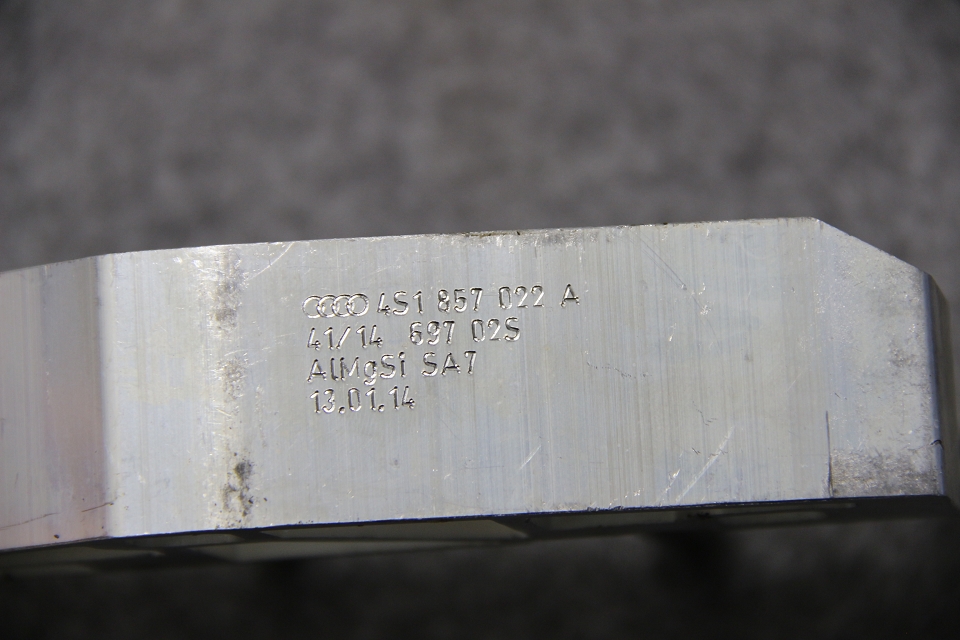 4S1 857 022 A
41/14 697 02S
AlMgSi SA7
13.01.14